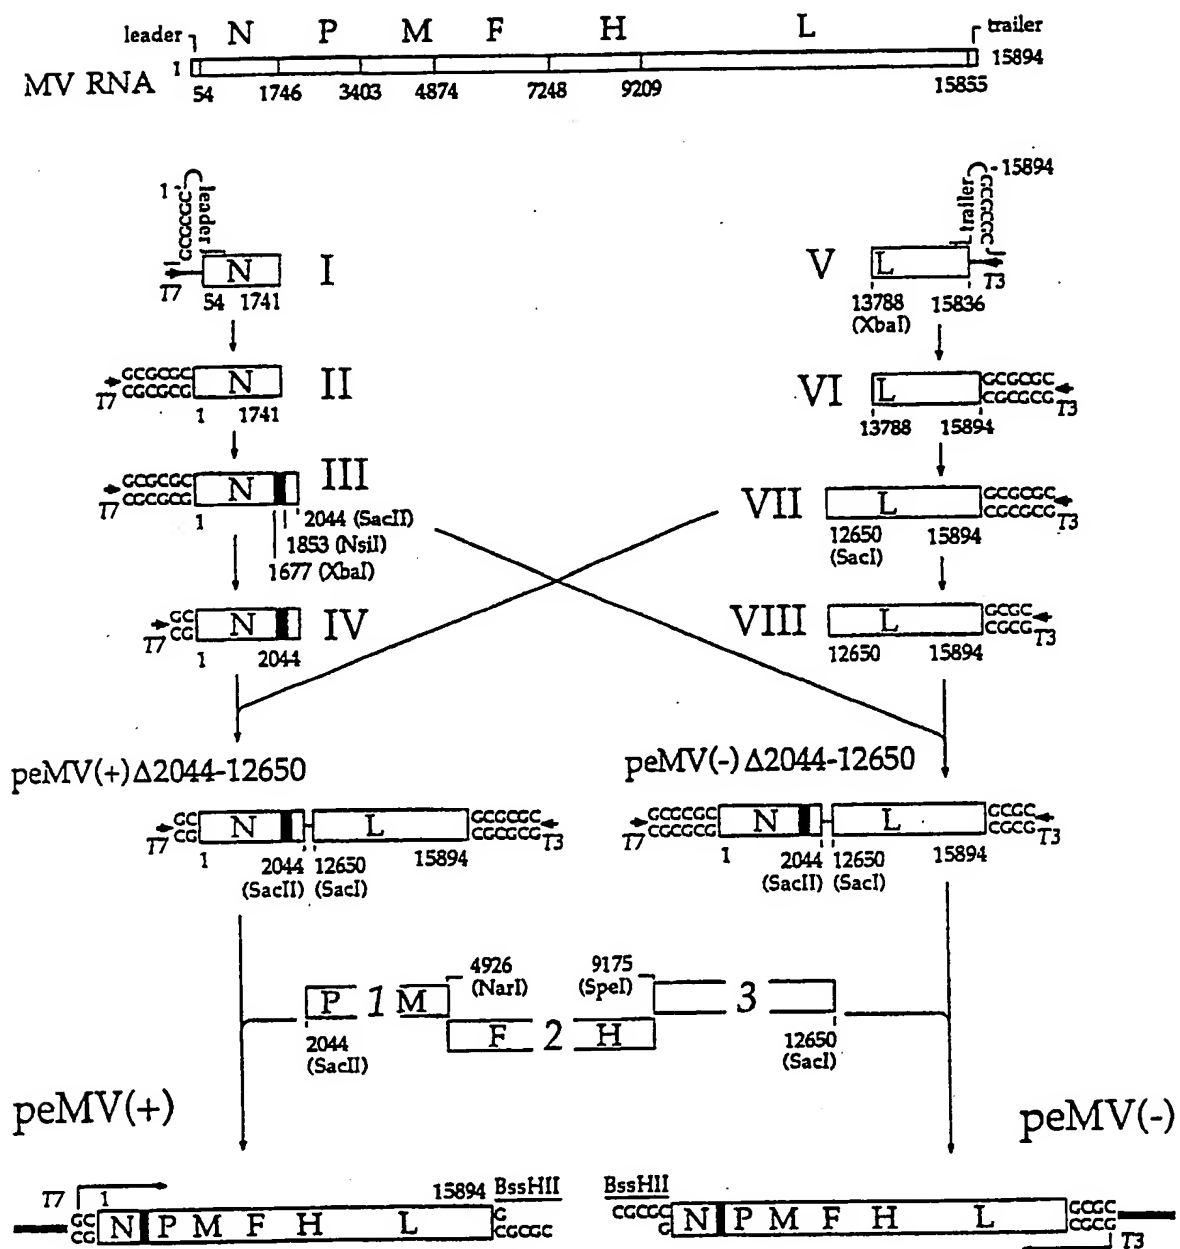 leader N P M F H L trailer
MV RNA 1 15894
54 1746 3403 4874 7248 9209 15855
1 leader GCGCGC
N I
T7 54 1741
15894 trailer GCGCGC
V L
T3 13788 15836
(XbaI)
GCGCGC
CGCGCG
T7 N II
1 1741
VI L GCGCGC
CGCGCG
T3
13788 15894
GCGCGC
CGCGCG
T7 N III
1
2044 (SacII)
1853 (NsiI)
1677 (XbaI)
VII L GCGCGC
CGCGCG
T3
12650 15894
(SacI)
GC
CG
T7 N IV
1 2044
VIII L GCGC
CGCG
T3
12650 15894
peMV(+)Δ2044-12650
GC
CG
T7 N L GCGCGC
CGCGCG
T3
1 2044 12650 15894
(SacII) (SacI)
peMV(-)Δ2044-12650
GCGCGC
CGCGCG
T7 N L GCGC
CGCG
T3
1 2044 12650 15894
(SacII) (SacI)
4926
(NarI)
9175
(SpeI)
P 1 M 3
F 2 H
2044
(SacII)
12650
(SacI)
peMV(+)
peMV(-)
T7 1 15894 BssHII
GC
CG
N P M F H L G
CGCGC
BssHII
CGCGC
G
N P M F H L GCGC
CGCG
T3